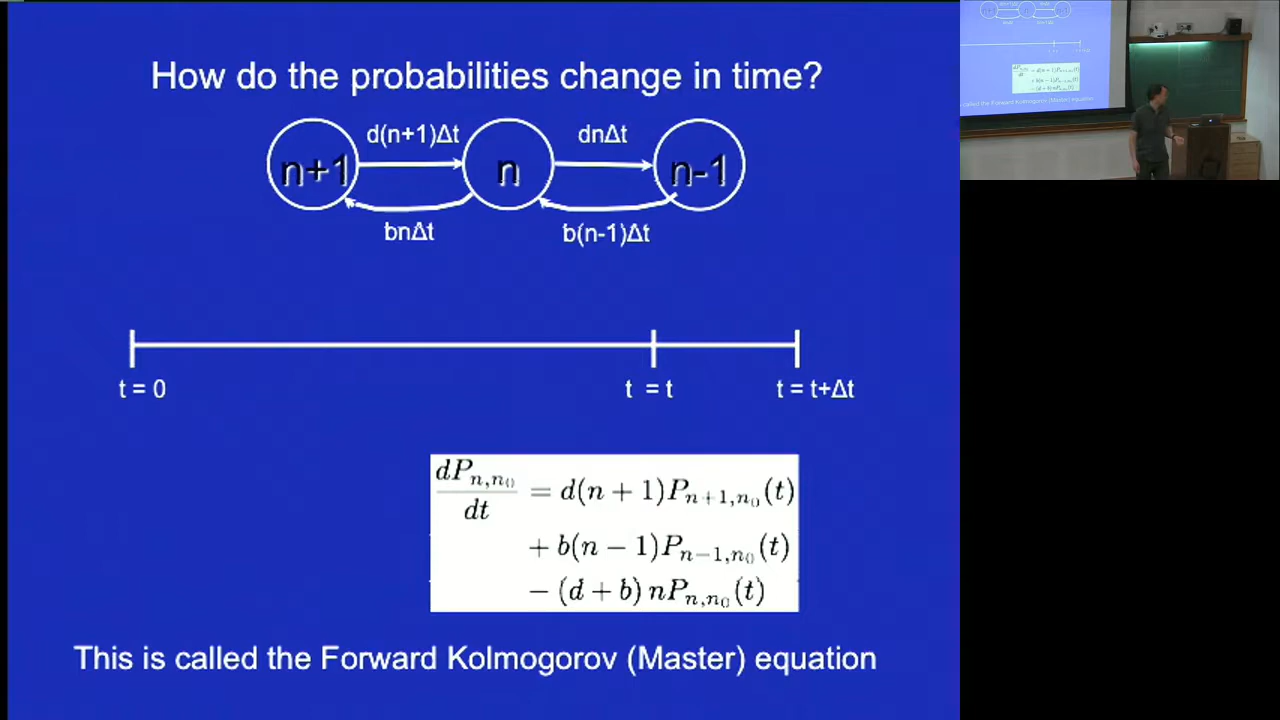 How do the probabilities change in time?
d(n+1)Δt dnΔt
n+1 n n-1
bnΔt b(n-1)Δt
t = 0 t = t t = t+Δt
dP_{n,n_0}/dt = d(n + 1)P_{n+1,n_0}(t)
+ b(n − 1)P_{n−1,n_0}(t)
− (d + b) nP_{n,n_0}(t)
This is called the Forward Kolmogorov (Master) equation